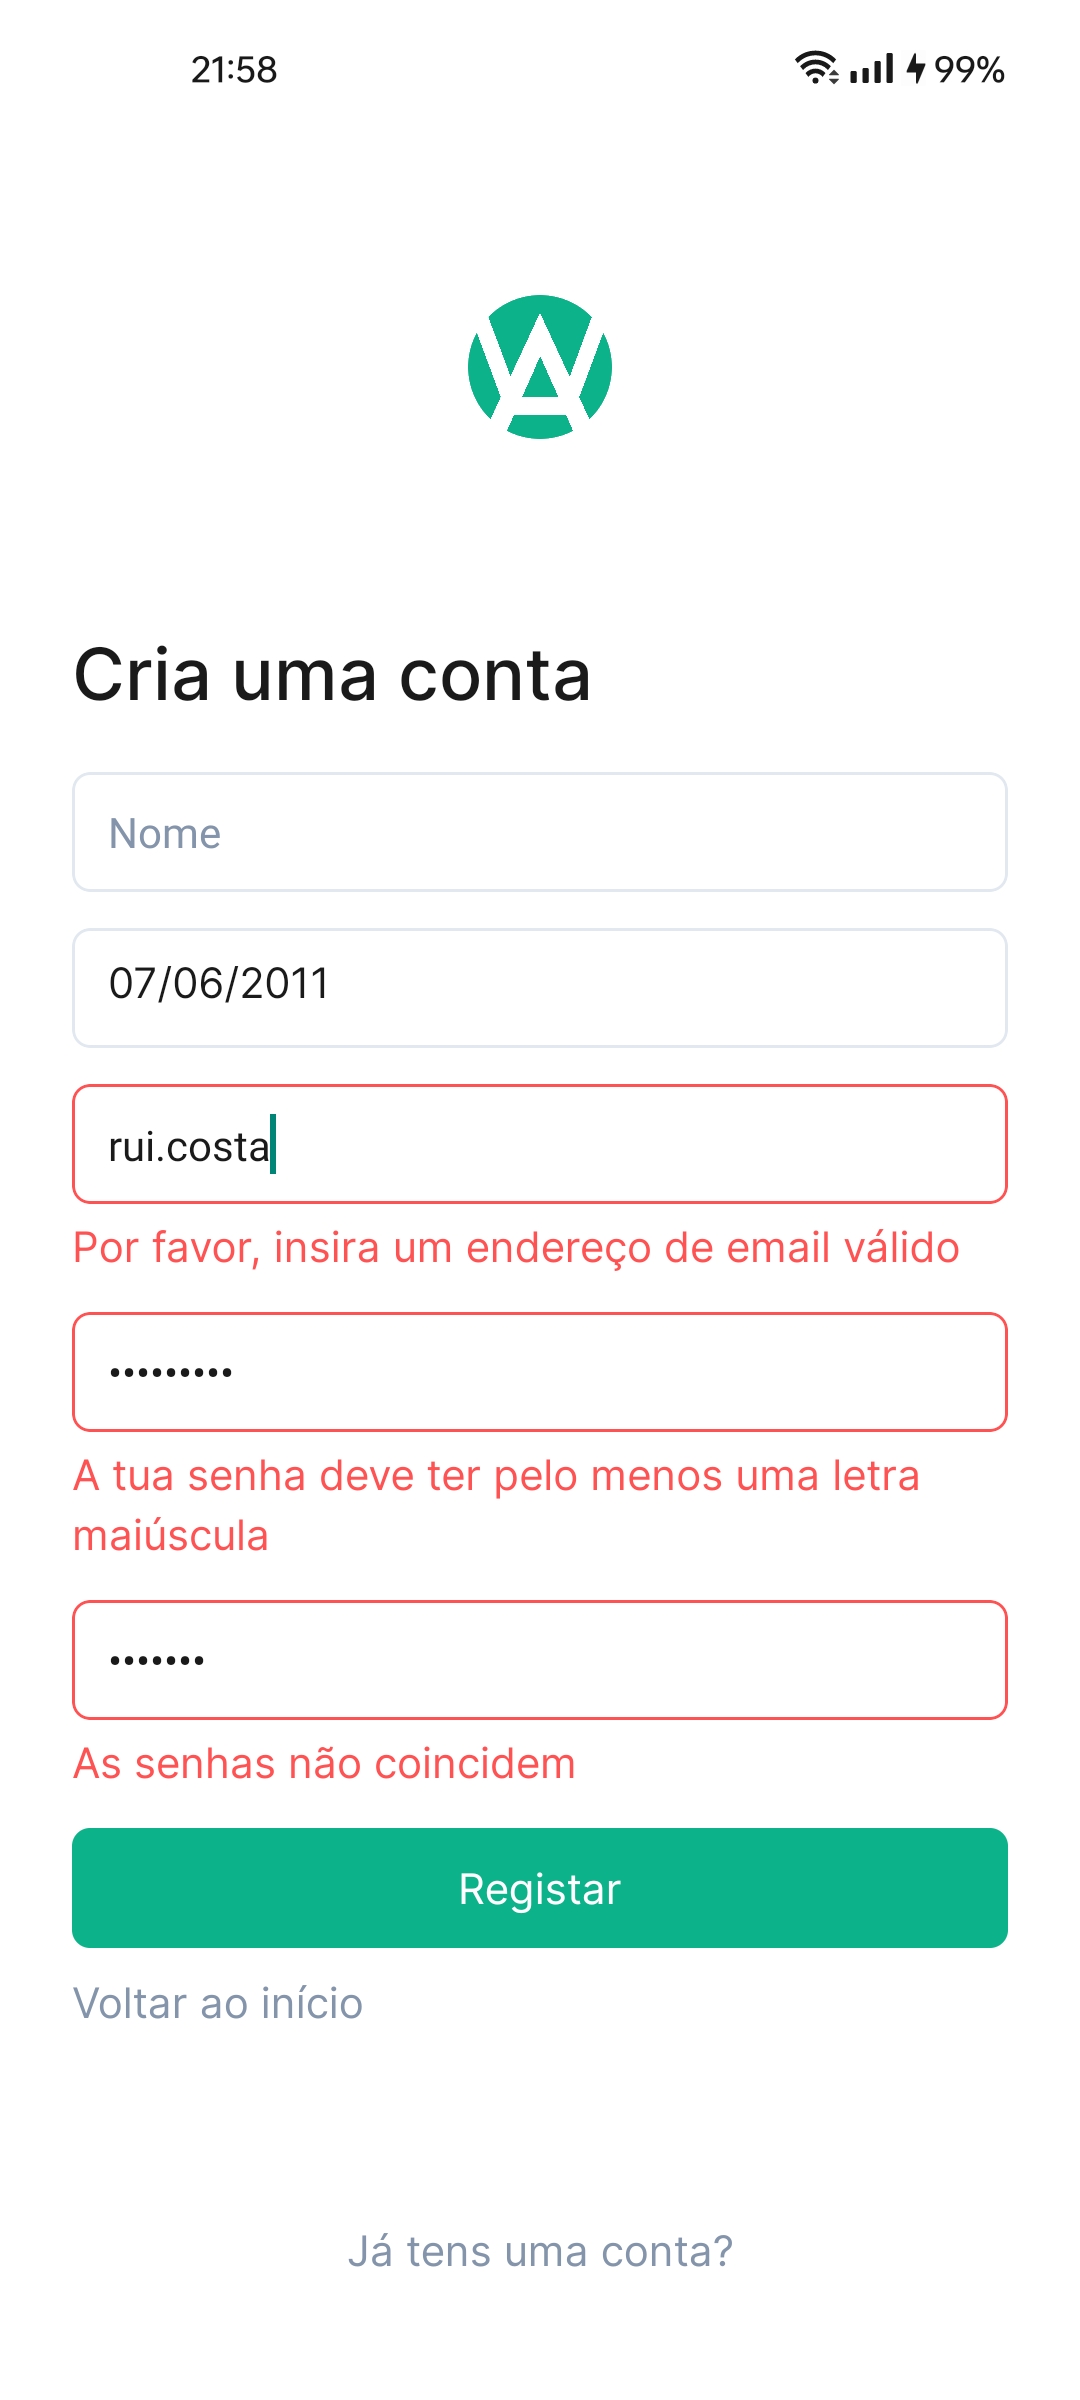 21:58 99%
Cria uma conta
Nome
07/06/2011
rui.costa
Por favor, insira um endereço de email válido
•••••••••
A tua senha deve ter pelo menos uma letra
maiúscula
•••••••
As senhas não coincidem
Registar
Voltar ao início
Já tens uma conta?